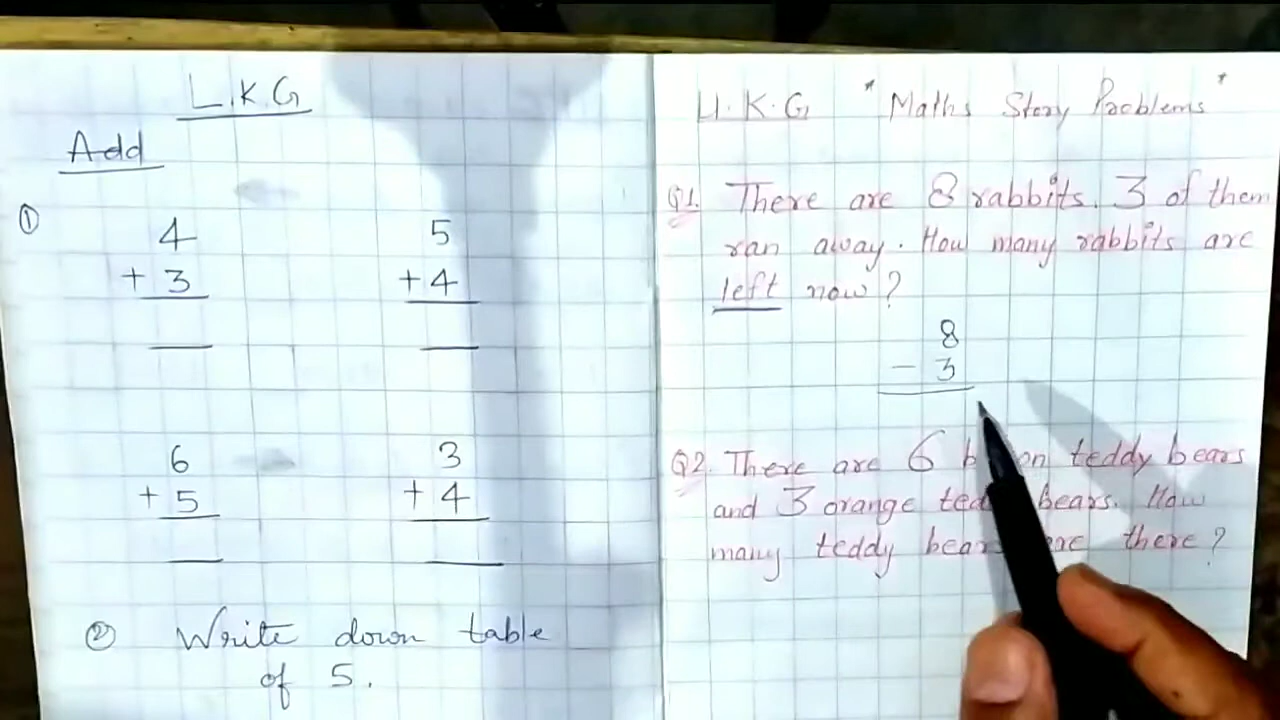 L.K.G
Add
① 4 5
+ 3 +4
6 3
+ 5 + 4
② Write down table
of 5.
U.K.G "Maths Story Problems"
Q1. There are 8 rabbits. 3 of them
ran away. How many rabbits are
left now?
8
- 3
Q2. There are 6 teddy bears
and 3 orange bears. How
many teddy bears are there?